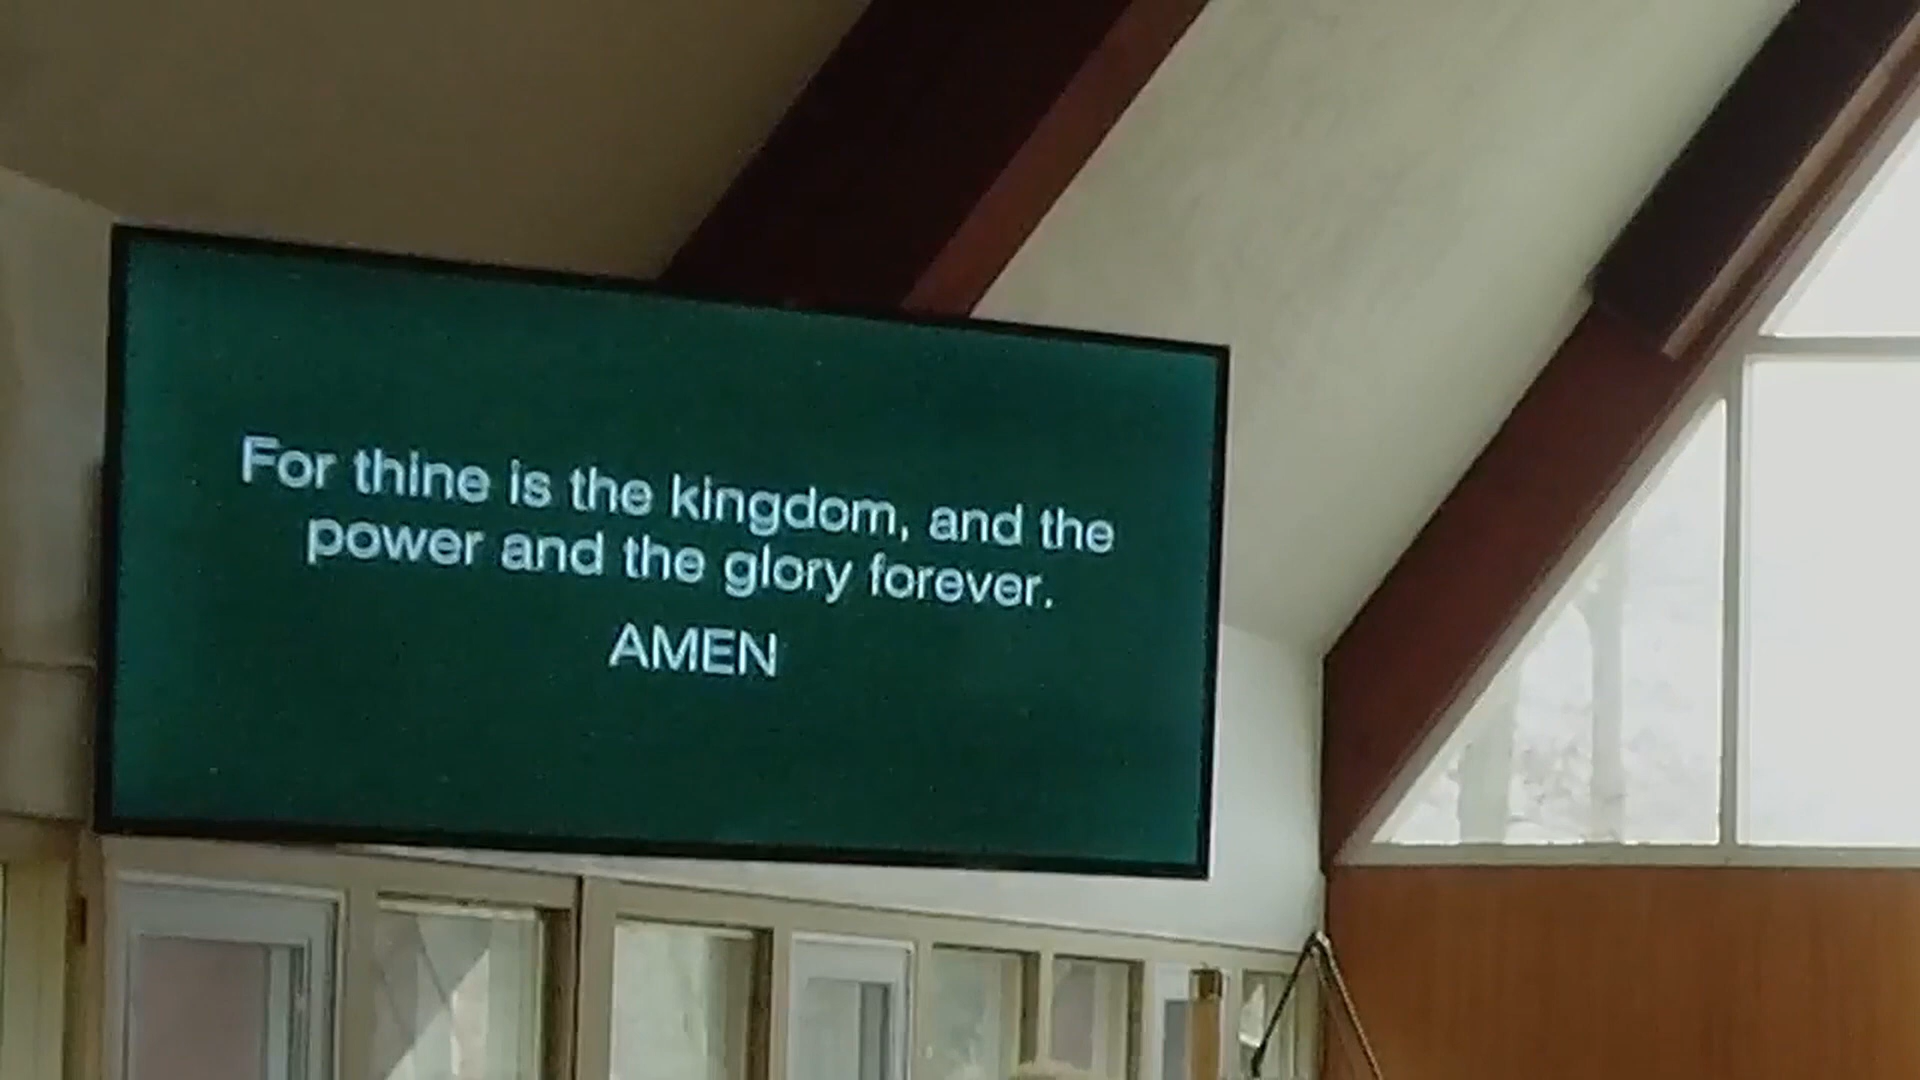 For thine is the kingdom, and the
power and the glory forever.
AMEN